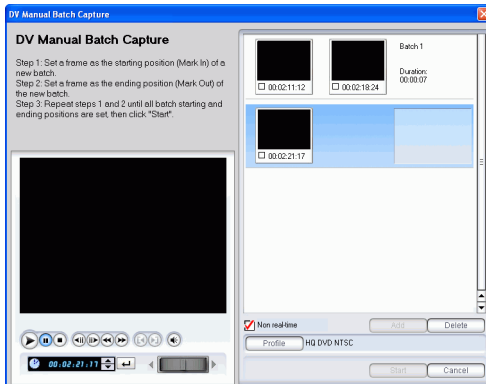 DV Manual Batch Capture
DV Manual Batch Capture
Step 1: Set a frame as the starting position (Mark In) of a
new batch.
Step 2: Set a frame as the ending position (Mark Out) of
the new batch.
Step 3: Repeat steps 1 and 2 until all batch starting and
ending positions are set, then click "Start".
Batch 1
Duration:
00:00:07
00:02:11:12 00:02:18:24
00:02:21:17
Non real-time Add Delete
Profile HQ DVD NTSC
00:02:21:17
Start Cancel